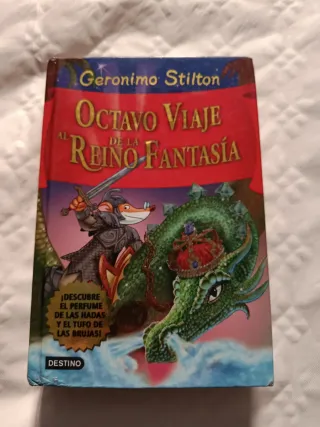 Geronimo Stilton
OCTAVO VIAJE
AL REINO DE LA FANTASÍA
¡DESCUBRE
EL PERFUME
DE LAS HADAS
Y EL TUFO DE
LAS BRUJAS!
DESTINO